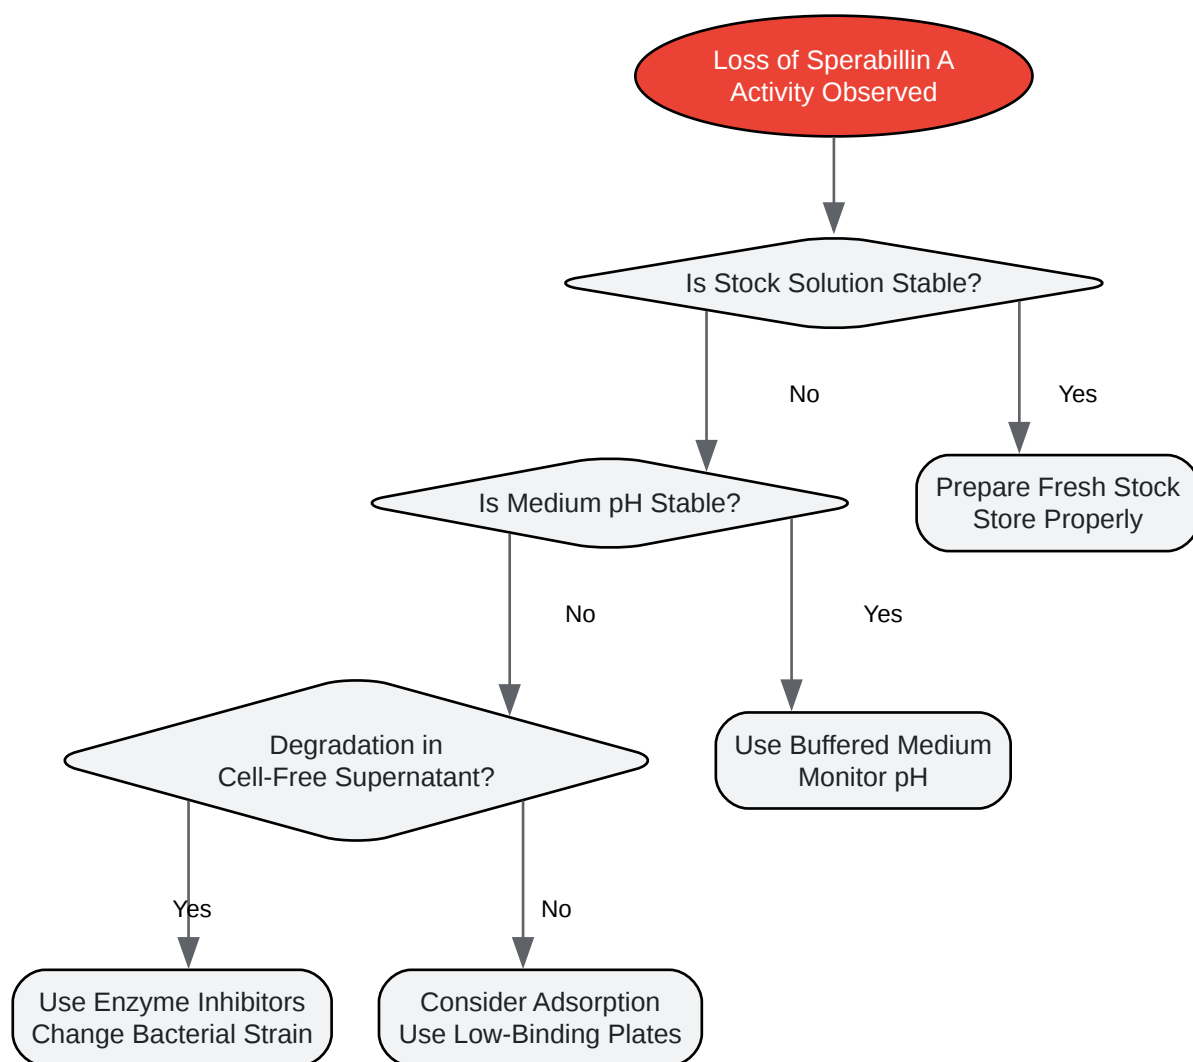 Loss of Sperabillin A
Activity Observed
Is Stock Solution Stable?
No
Yes
Is Medium pH Stable?
Prepare Fresh Stock
Store Properly
No
Yes
Degradation in
Cell-Free Supernatant?
Use Buffered Medium
Monitor pH
Yes
No
Use Enzyme Inhibitors
Change Bacterial Strain
Consider Adsorption
Use Low-Binding Plates